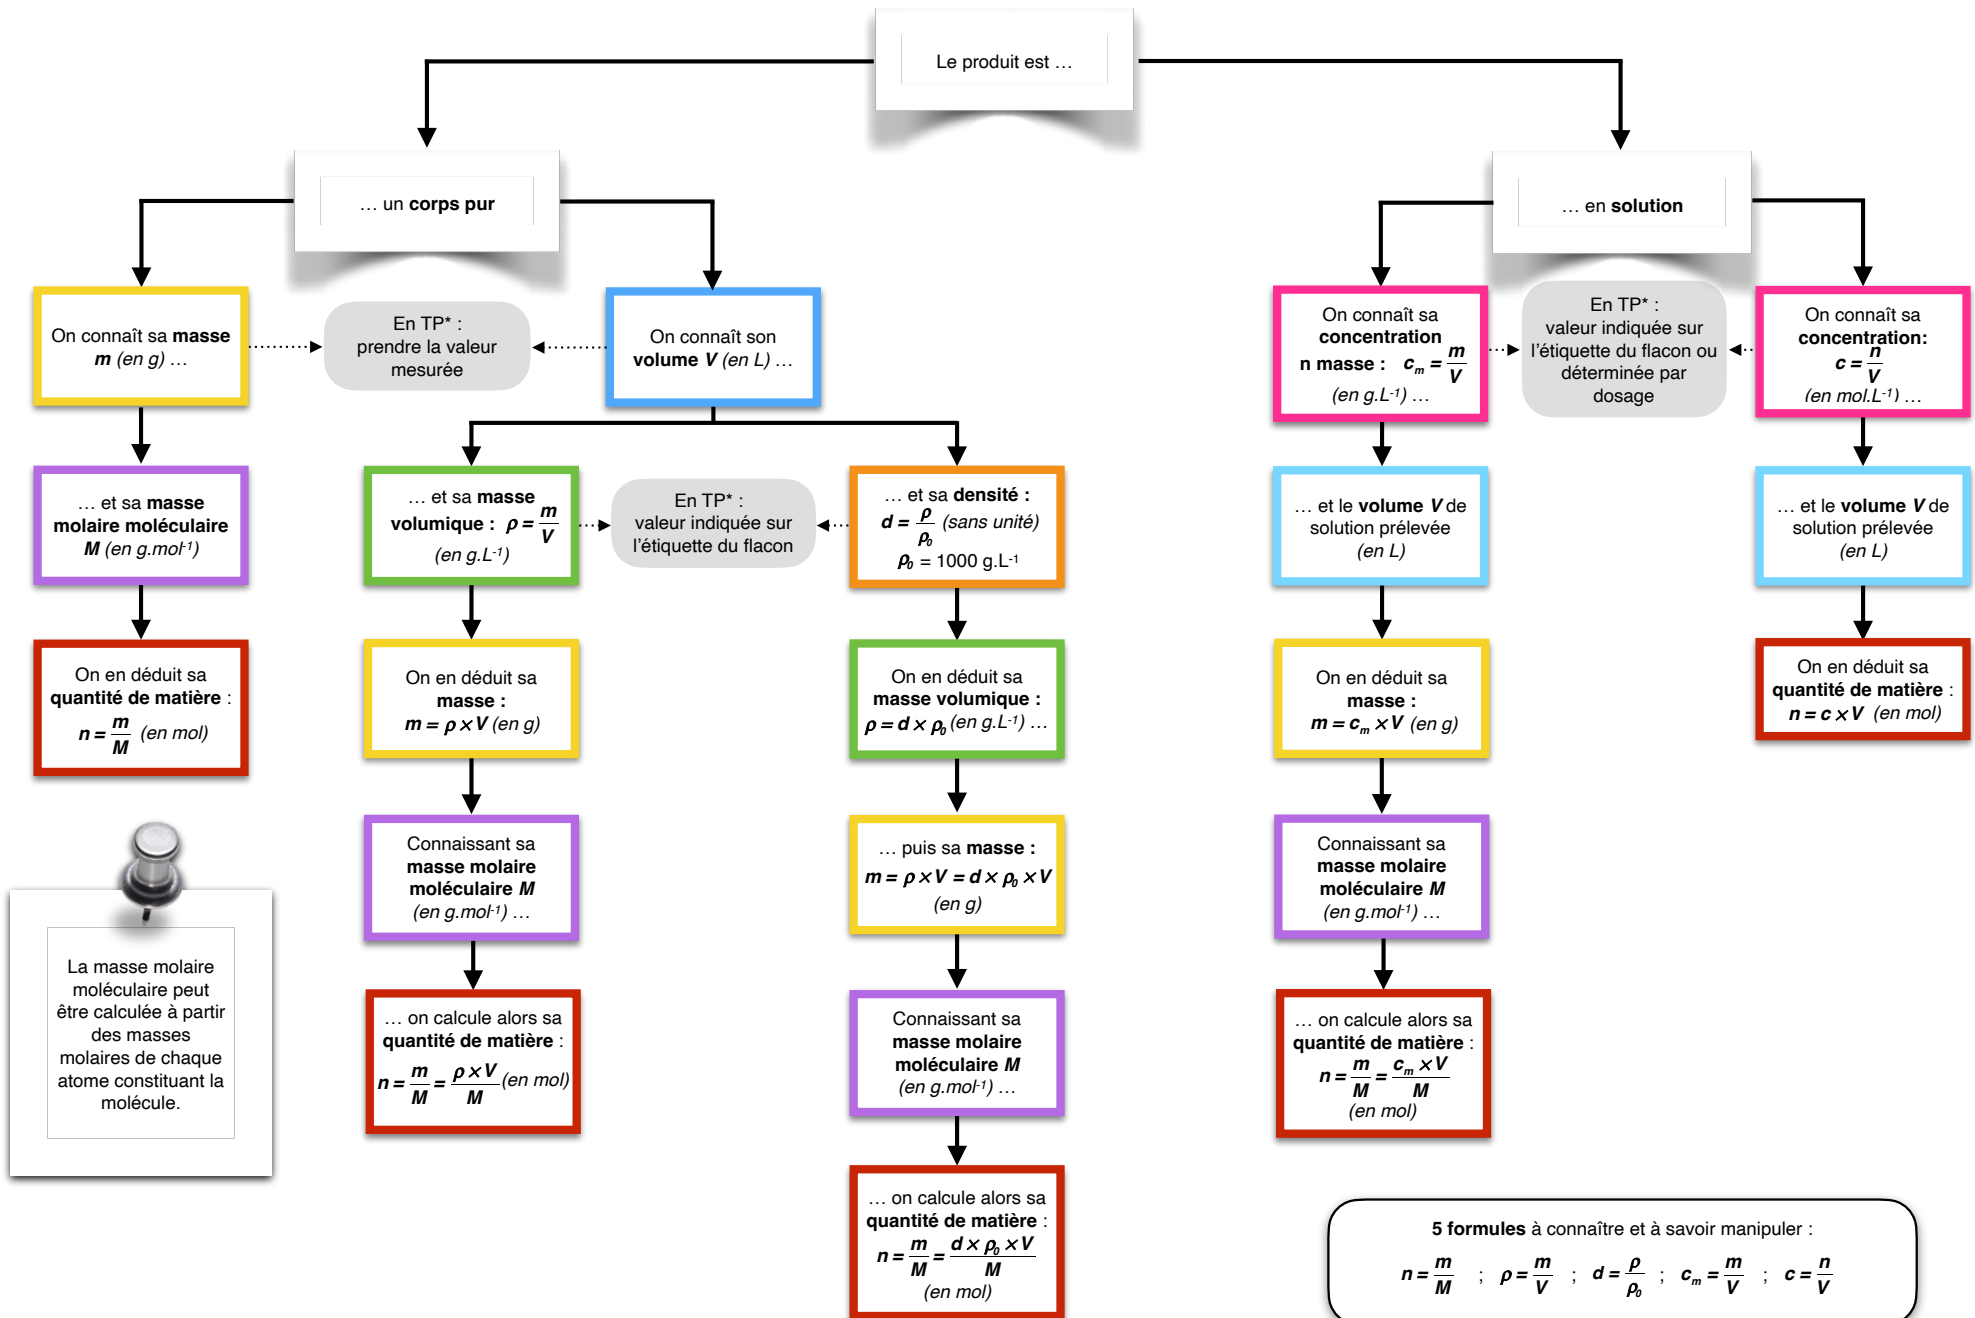 Le produit est …
… un corps pur
… en solution
On connaît sa masse
m (en g) …
En TP* :
prendre la valeur
mesurée
On connaît son
volume V (en L) …
On connaît sa
concentration
n masse : cₘ = m/V
(en g.L⁻¹) …
En TP* :
valeur indiquée sur
l'étiquette du flacon ou
déterminée par
dosage
On connaît sa
concentration:
c = n/V
(en mol.L⁻¹) …
… et sa masse
molaire moléculaire
M (en g.mol⁻¹)
… et sa masse
volumique : ρ = m/V
(en g.L⁻¹)
En TP* :
valeur indiquée sur
l'étiquette du flacon
… et sa densité :
d = ρ/ρ₀ (sans unité)
ρ₀ = 1000 g.L⁻¹
… et le volume V de
solution prélevée
(en L)
… et le volume V de
solution prélevée
(en L)
On en déduit sa
quantité de matière :
n = m/M (en mol)
On en déduit sa
masse :
m = ρ × V (en g)
On en déduit sa
masse volumique :
ρ = d × ρ₀ (en g.L⁻¹) …
On en déduit sa
masse :
m = cₘ × V (en g)
On en déduit sa
quantité de matière :
n = c × V (en mol)
Connaissant sa
masse molaire
moléculaire M
(en g.mol⁻¹) …
… puis sa masse :
m = ρ × V = d × ρ₀ × V
(en g)
Connaissant sa
masse molaire
moléculaire M
(en g.mol⁻¹) …
La masse molaire
moléculaire peut
être calculée à partir
des masses
molaires de chaque
atome constituant la
molécule.
… on calcule alors sa
quantité de matière :
n = m/M = (ρ × V)/M (en mol)
Connaissant sa
masse molaire
moléculaire M
(en g.mol⁻¹) …
… on calcule alors sa
quantité de matière :
n = m/M = (cₘ × V)/M
(en mol)
… on calcule alors sa
quantité de matière :
n = m/M = (d × ρ₀ × V)/M
(en mol)
5 formules à connaître et à savoir manipuler :
n = m/M ; ρ = m/V ; d = ρ/ρ₀ ; cₘ = m/V ; c = n/V